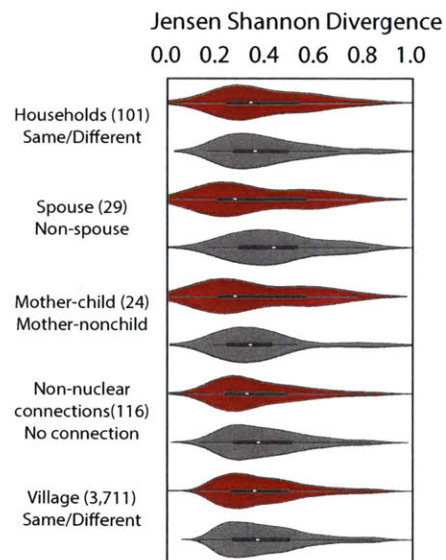 Jensen Shannon Divergence
0.0 0.2 0.4 0.6 0.8 1.0
Households (101)
Same/Different
Spouse (29)
Non-spouse
Mother-child (24)
Mother-nonchild
Non-nuclear
connections(116)
No connection
Village (3,711)
Same/Different